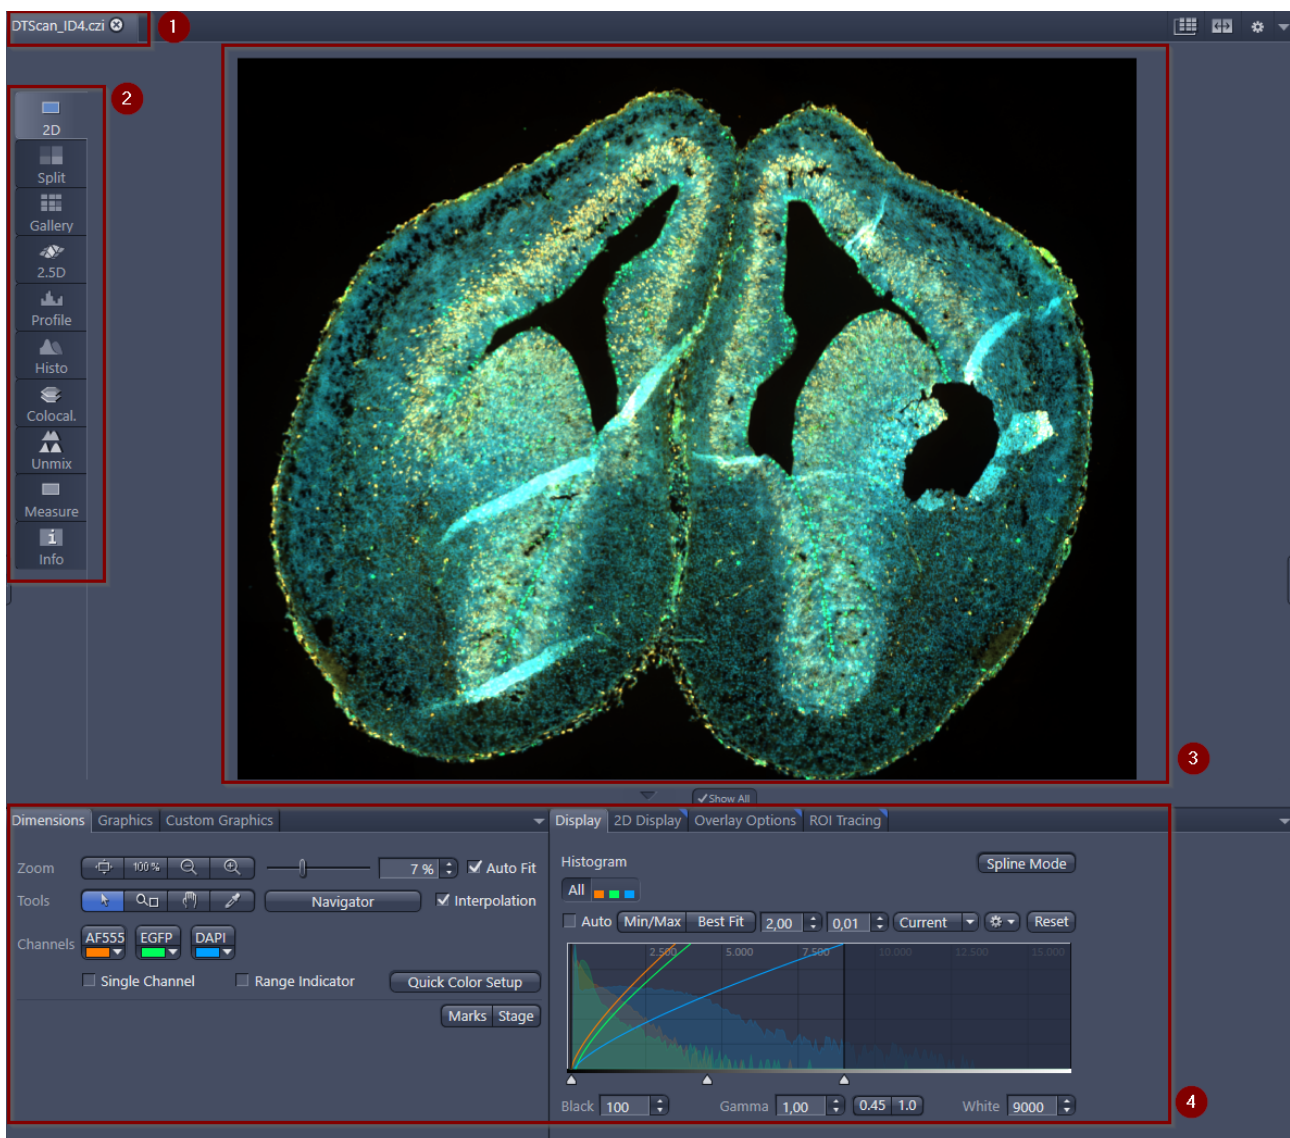 DTScan_ID4.czi
1
2
2D
Split
Gallery
2.5D
Profile
Histo
Colocal.
Unmix
Measure
i
Info
3
Show All
Dimensions Graphics Custom Graphics
Zoom 100 % 7 % Auto Fit
Tools Navigator Interpolation
Channels AF555 EGFP DAPI
Single Channel Range Indicator Quick Color Setup
Marks Stage
Display 2D Display Overlay Options ROI Tracing
Histogram Spline Mode
All
Auto Min/Max Best Fit 2,00 0,01 Current Reset
2.500 5.000 7.500 10.000 12.500 15.000
Black 100 Gamma 1,00 0.45 1.0 White 9000
4